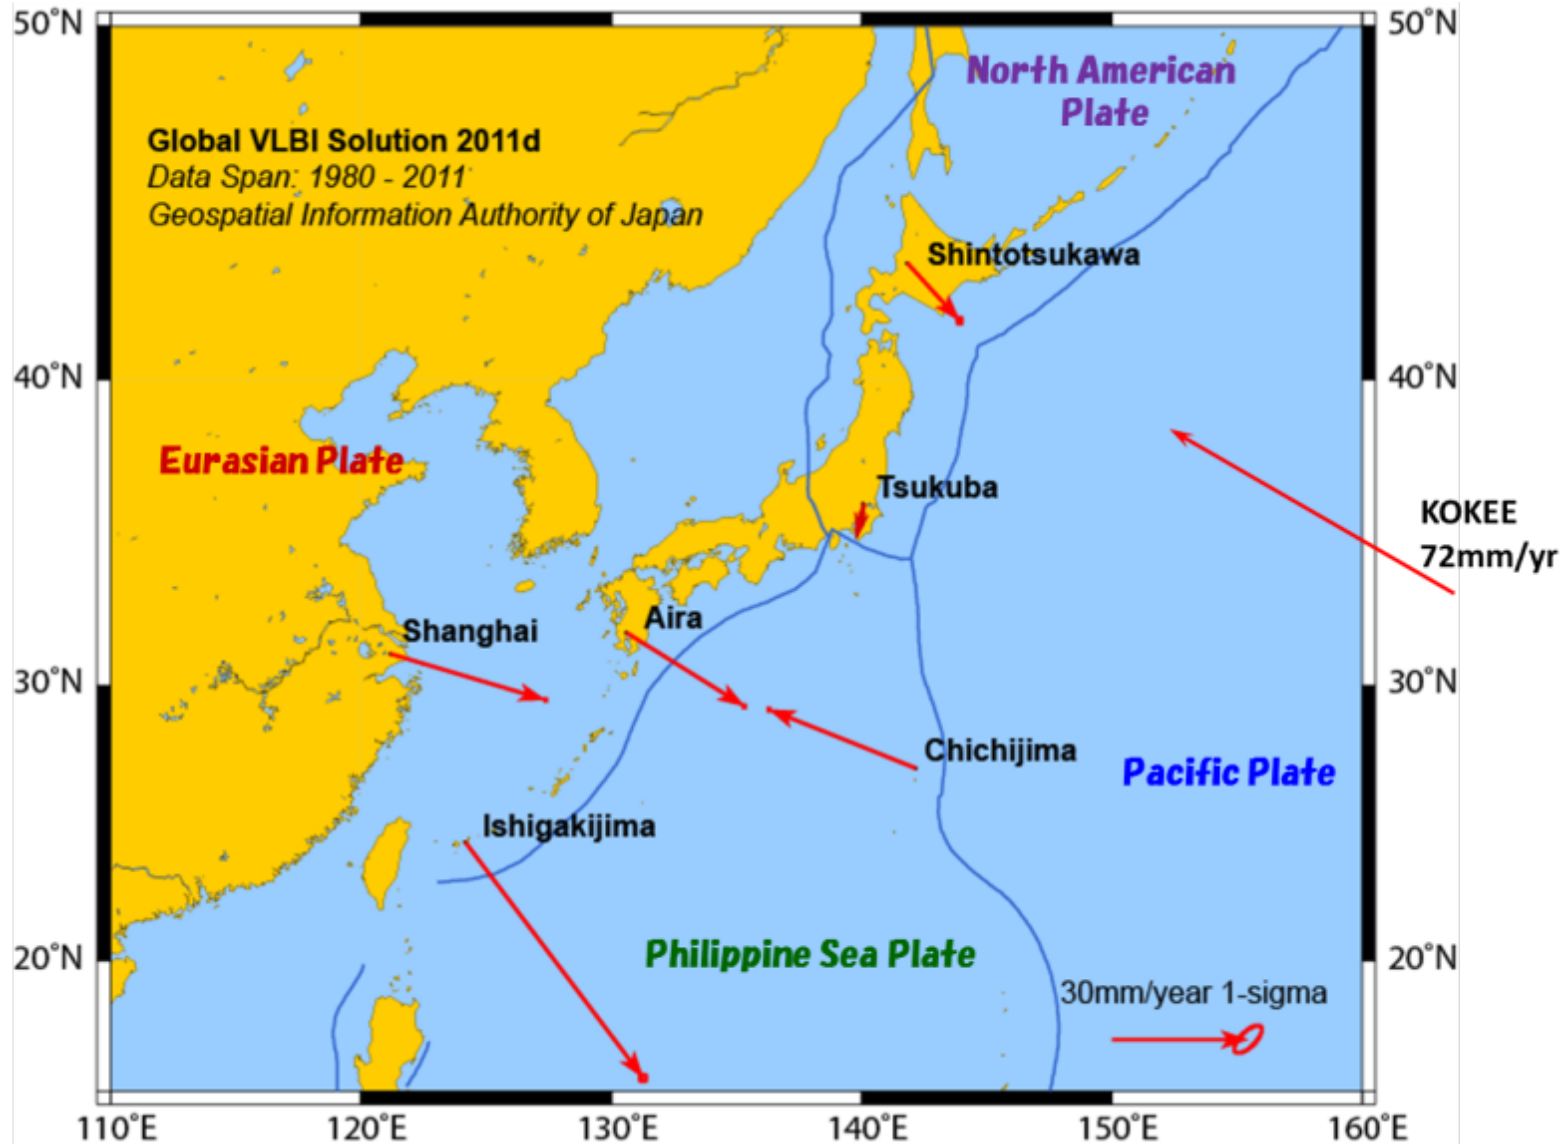 50°N
50°N
North American
Plate
Global VLBI Solution 2011d
Data Span: 1980 - 2011
Geospatial Information Authority of Japan
Shintotsukawa
40°N
40°N
Eurasian Plate
Tsukuba
KOKEE
72mm/yr
Aira
Shanghai
30°N
30°N
Chichijima
Pacific Plate
Ishigakijima
20°N
Philippine Sea Plate
20°N
30mm/year 1-sigma
110°E
120°E
130°E
140°E
150°E
160°E